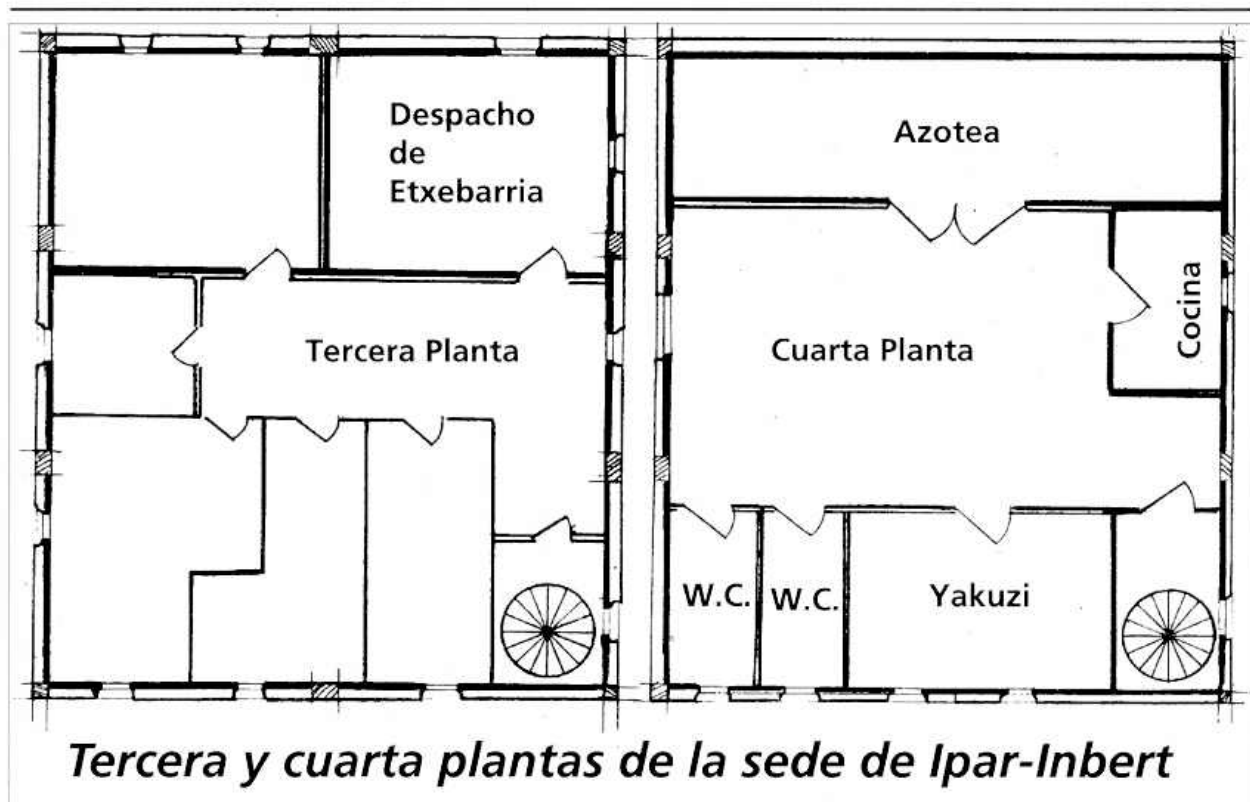 Despacho
de
Etxebarria
Tercera Planta
Azotea
Cuarta Planta
Cocina
W.C.
W.C.
Yakuzi
Tercera y cuarta plantas de la sede de Ipar-Inbert